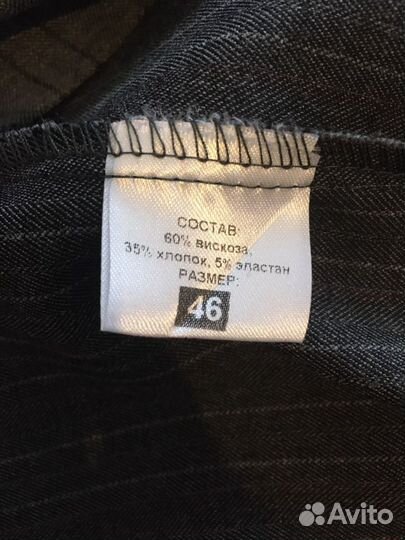 СОСТАВ:
60% вискоза,
35% хлопок, 5% эластан
РАЗМЕР:
46
Avito